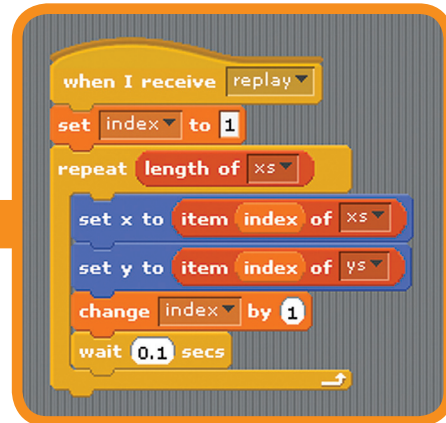 when I receive replay
set index to 1
repeat length of xs
set x to item index of xs
set y to item index of ys
change index by 1
wait 0.1 secs